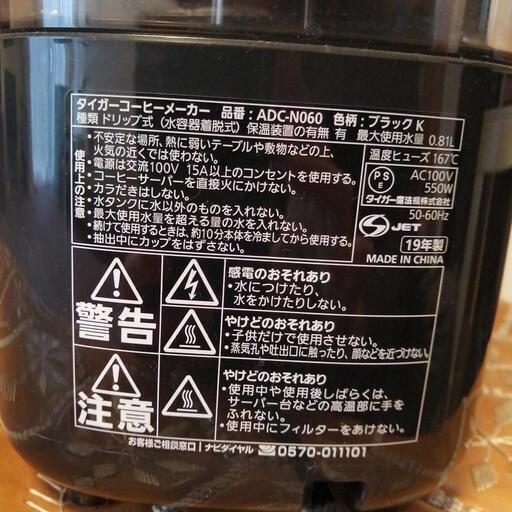 タイガーコーヒーメーカー 品番：ADC-N060 色柄：ブラック K
種類 ドリップ式（水容器着脱式）保温装置の有無 有 最大使用水量 0.81L
使用上の注意
・不安定な場所、熱に弱いテーブルや敷物などの上、
火気の近くでは使わない。
・電源は交流100V 15A以上のコンセントを使用する。
・コーヒーサーバーを直接火にかけない。
・カラだきはしない。
・水タンクに水以外のものを入れない。
・最大使用水量を超える量の水を入れない。
・続けて使用するときは、約10分本体を冷ましてから使用する。
・抽出中にカップをはずさない。
温度ヒューズ 167℃
PSE
AC100V
550W
タイガー魔法瓶株式会社
50-60Hz
JET
19年製
MADE IN CHINA
警告
感電のおそれあり
・水につけたり、
水をかけたりしない。
やけどのおそれあり
・子供だけで使用させない。
・蒸気孔や吐出口に触ったり、顔などを近づけない。
注意
やけどのおそれあり
・使用中や使用後しばらくは、
サーバー台などの高温部に手を
ふれない。
・使用中にフィルターをあけない。
お客様ご相談窓口 ナビダイヤル 0570-011101